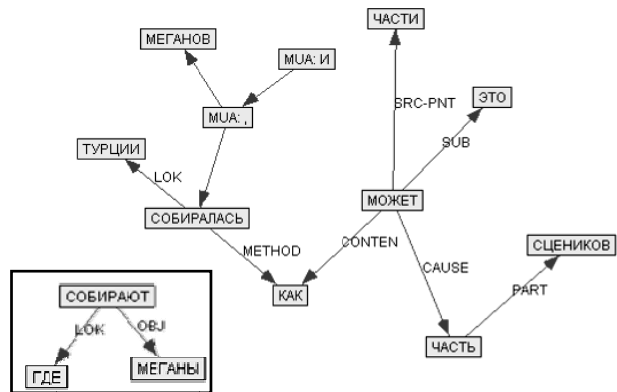 ЧАСТИ
МЕГАНОВ
MUA: И
SRC-PNT
ЭТО
MUA: ,
SUB
ТУРЦИИ
LOK
МОЖЕТ
СОБИРАЛАСЬ
METHOD
CONTEN
СЦЕНИКОВ
CAUSE
PART
КАК
СОБИРАЮТ
LOK
OBJ
ЧАСТЬ
ГДЕ
МЕГАНЫ